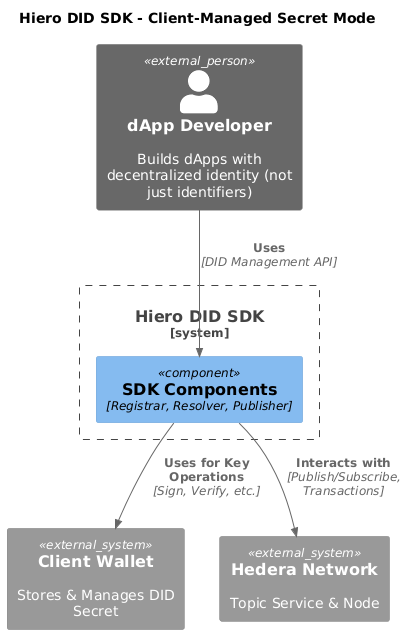 Hiero DID SDK - Client-Managed Secret Mode
«external_person»
dApp Developer
Builds dApps with
decentralized identity (not
just identifiers)
Uses
[DID Management API]
Hiero DID SDK
[system]
«component»
SDK Components
[Registrar, Resolver, Publisher]
Uses for Key
Operations
[Sign, Verify, etc.]
Interacts with
[Publish/Subscribe,
Transactions]
«external_system»
Client Wallet
Stores & Manages DID
Secret
«external_system»
Hedera Network
Topic Service & Node